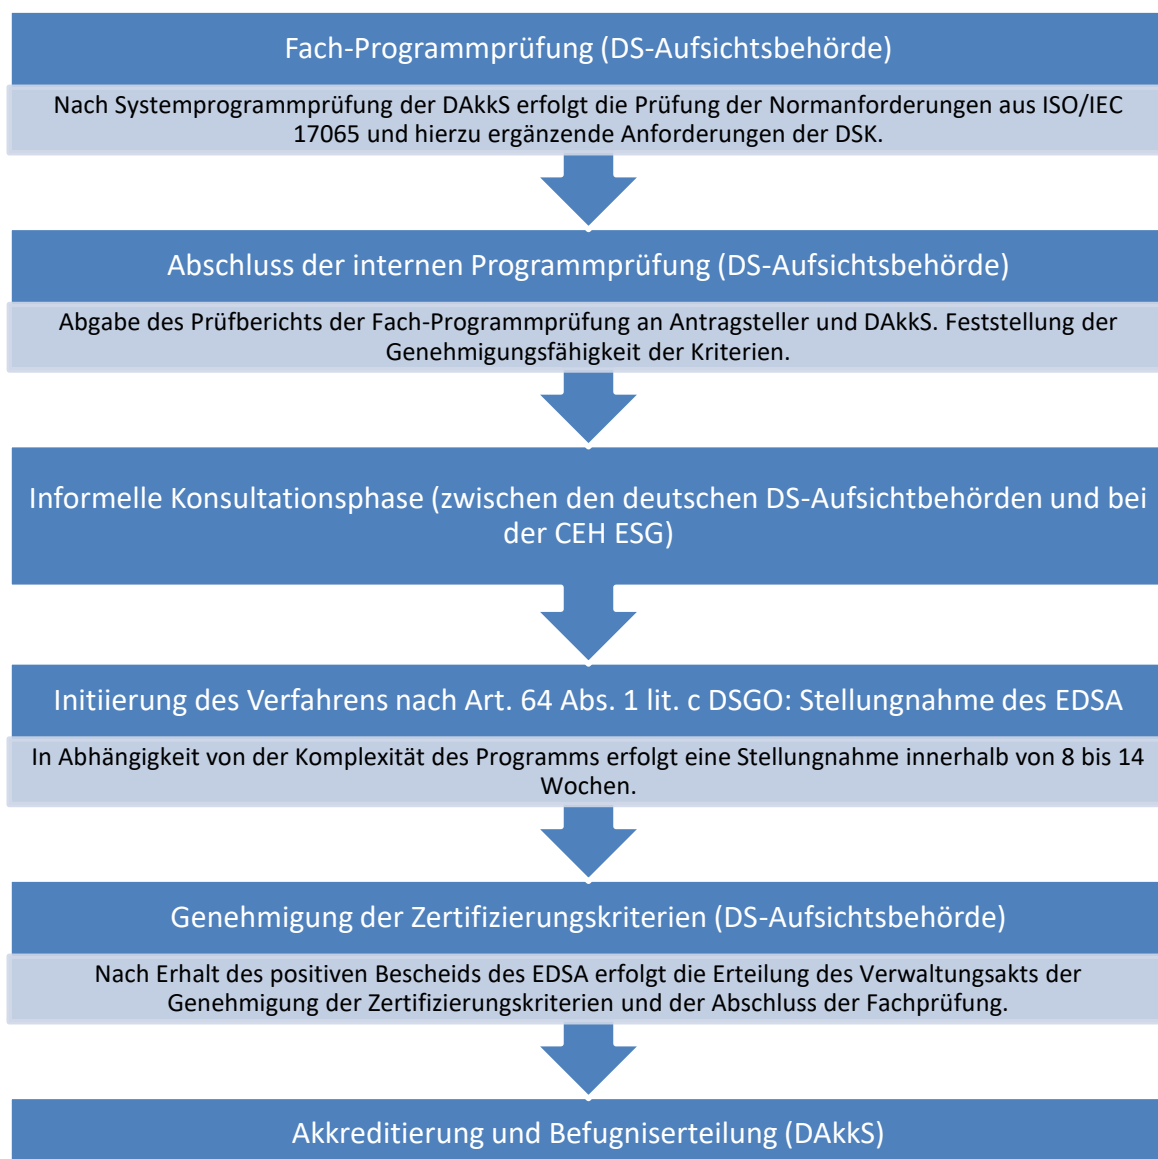 Fach-Programmprüfung (DS-Aufsichtsbehörde)
Nach Systemprogrammprüfung der DAkkS erfolgt die Prüfung der Normanforderungen aus ISO/IEC
17065 und hierzu ergänzende Anforderungen der DSK.
Abschluss der internen Programmprüfung (DS-Aufsichtsbehörde)
Abgabe des Prüfberichts der Fach-Programmprüfung an Antragsteller und DAkkS. Feststellung der
Genehmigungsfähigkeit der Kriterien.
Informelle Konsultationsphase (zwischen den deutschen DS-Aufsichtbehörden und bei
der CEH ESG)
Initiierung des Verfahrens nach Art. 64 Abs. 1 lit. c DSGO: Stellungnahme des EDSA
In Abhängigkeit von der Komplexität des Programms erfolgt eine Stellungnahme innerhalb von 8 bis 14
Wochen.
Genehmigung der Zertifizierungskriterien (DS-Aufsichtsbehörde)
Nach Erhalt des positiven Bescheids des EDSA erfolgt die Erteilung des Verwaltungsakts der
Genehmigung der Zertifizierungskriterien und der Abschluss der Fachprüfung.
Akkreditierung und Befugniserteilung (DAkkS)